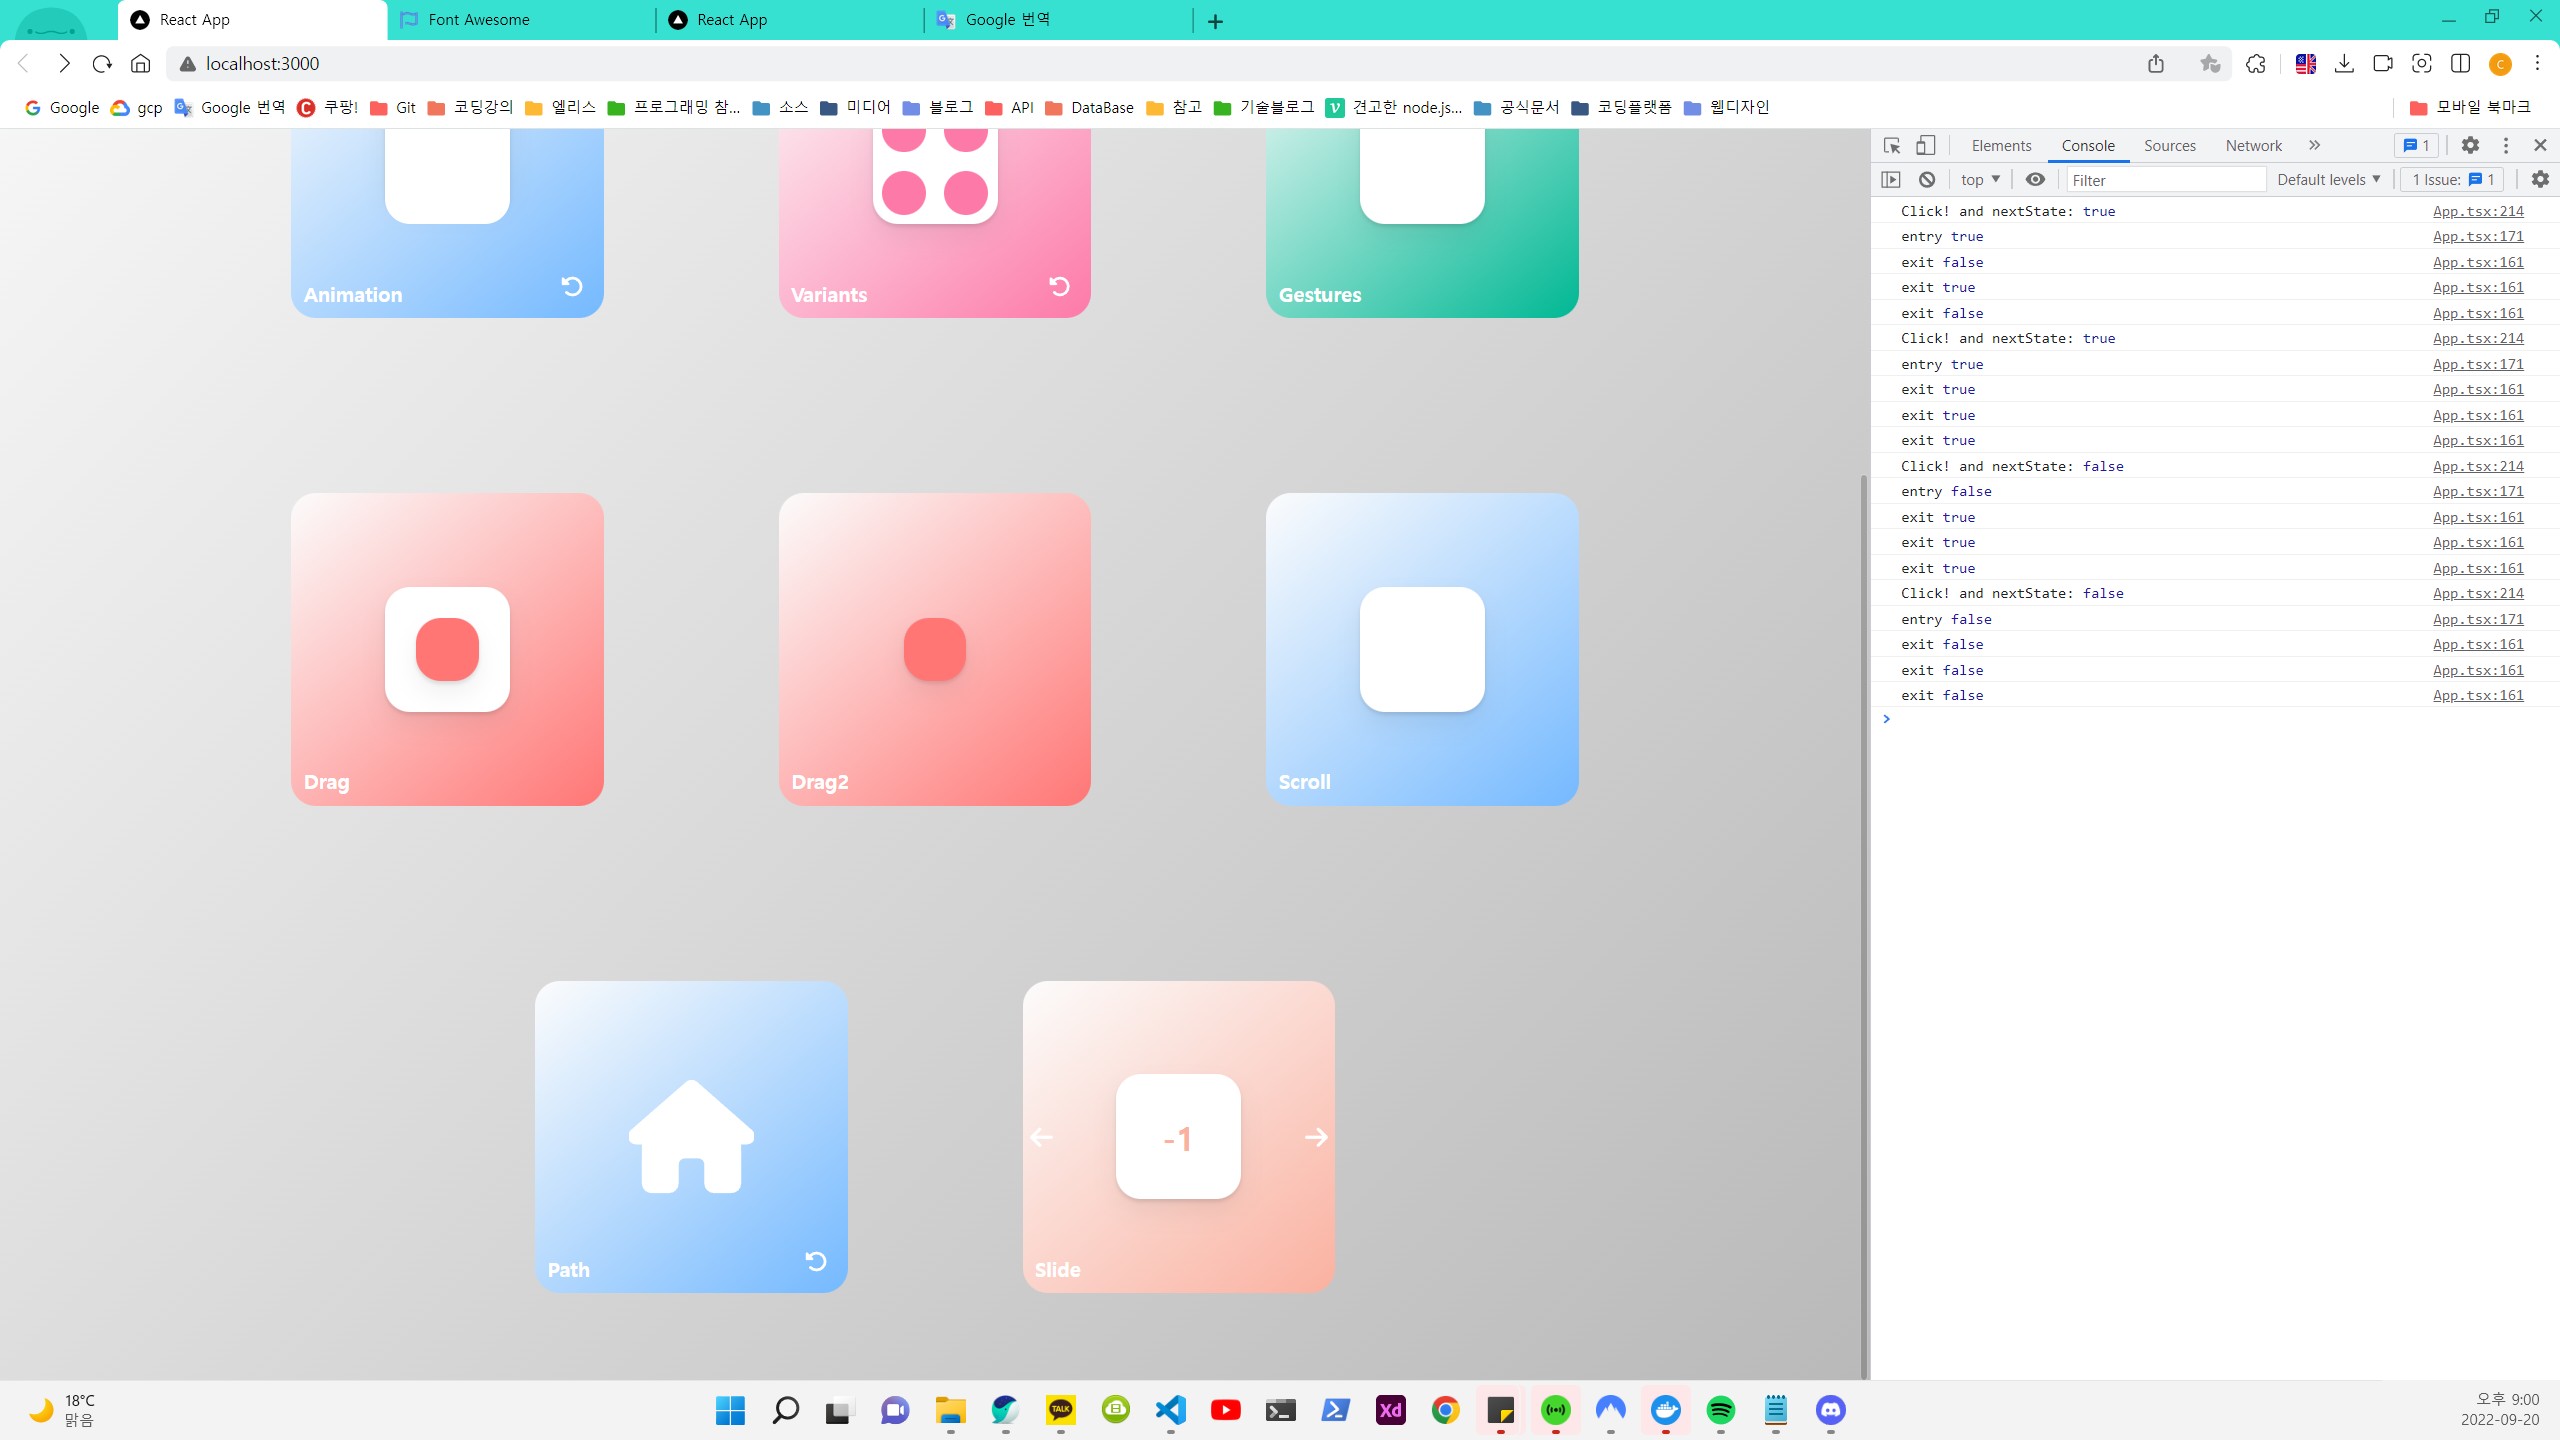 React App
Font Awesome
React App
Google 번역
localhost:3000
C
Google
gcp
Google 번역
쿠팡!
Git
코딩강의
엘리스
프로그래밍 참...
소스
미디어
블로그
API
DataBase
참고
기술블로그
견고한 node.js...
공식문서
코딩플랫폼
웹디자인
모바일 북마크
Animation
Variants
Gestures
Drag
Drag2
Scroll
Path
-1
Slide
Elements Console Sources Network 1
top Filter Default levels 1 Issue: 1
Click! and nextState: true App.tsx:214
entry true App.tsx:171
exit false App.tsx:161
exit true App.tsx:161
exit false App.tsx:161
Click! and nextState: true App.tsx:214
entry true App.tsx:171
exit true App.tsx:161
exit true App.tsx:161
exit true App.tsx:161
Click! and nextState: false App.tsx:214
entry false App.tsx:171
exit true App.tsx:161
exit true App.tsx:161
exit true App.tsx:161
Click! and nextState: false App.tsx:214
entry false App.tsx:171
exit false App.tsx:161
exit false App.tsx:161
exit false App.tsx:161
18°C
맑음
TALK
Xd
오후 9:00
2022-09-20